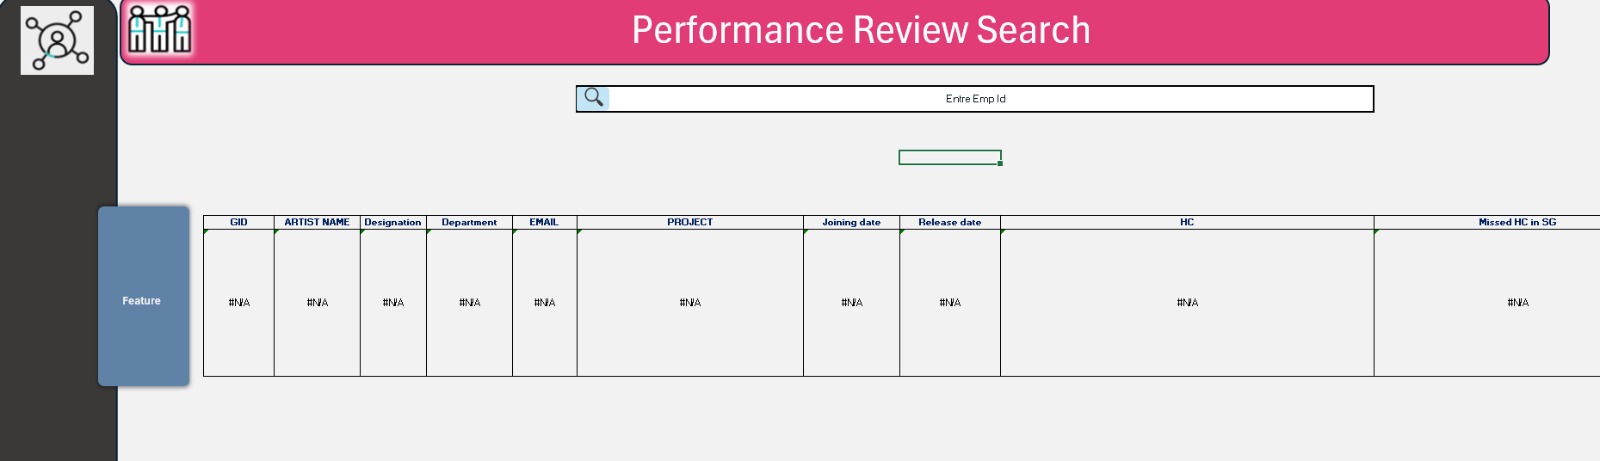 Performance Review Search
Entre Emp Id
GID ARTIST NAME Designation Department EMAIL PROJECT Joining date Release date HC Missed HC in SG
Feature
#N/A #N/A #N/A #N/A #N/A #N/A #N/A #N/A #N/A #N/A